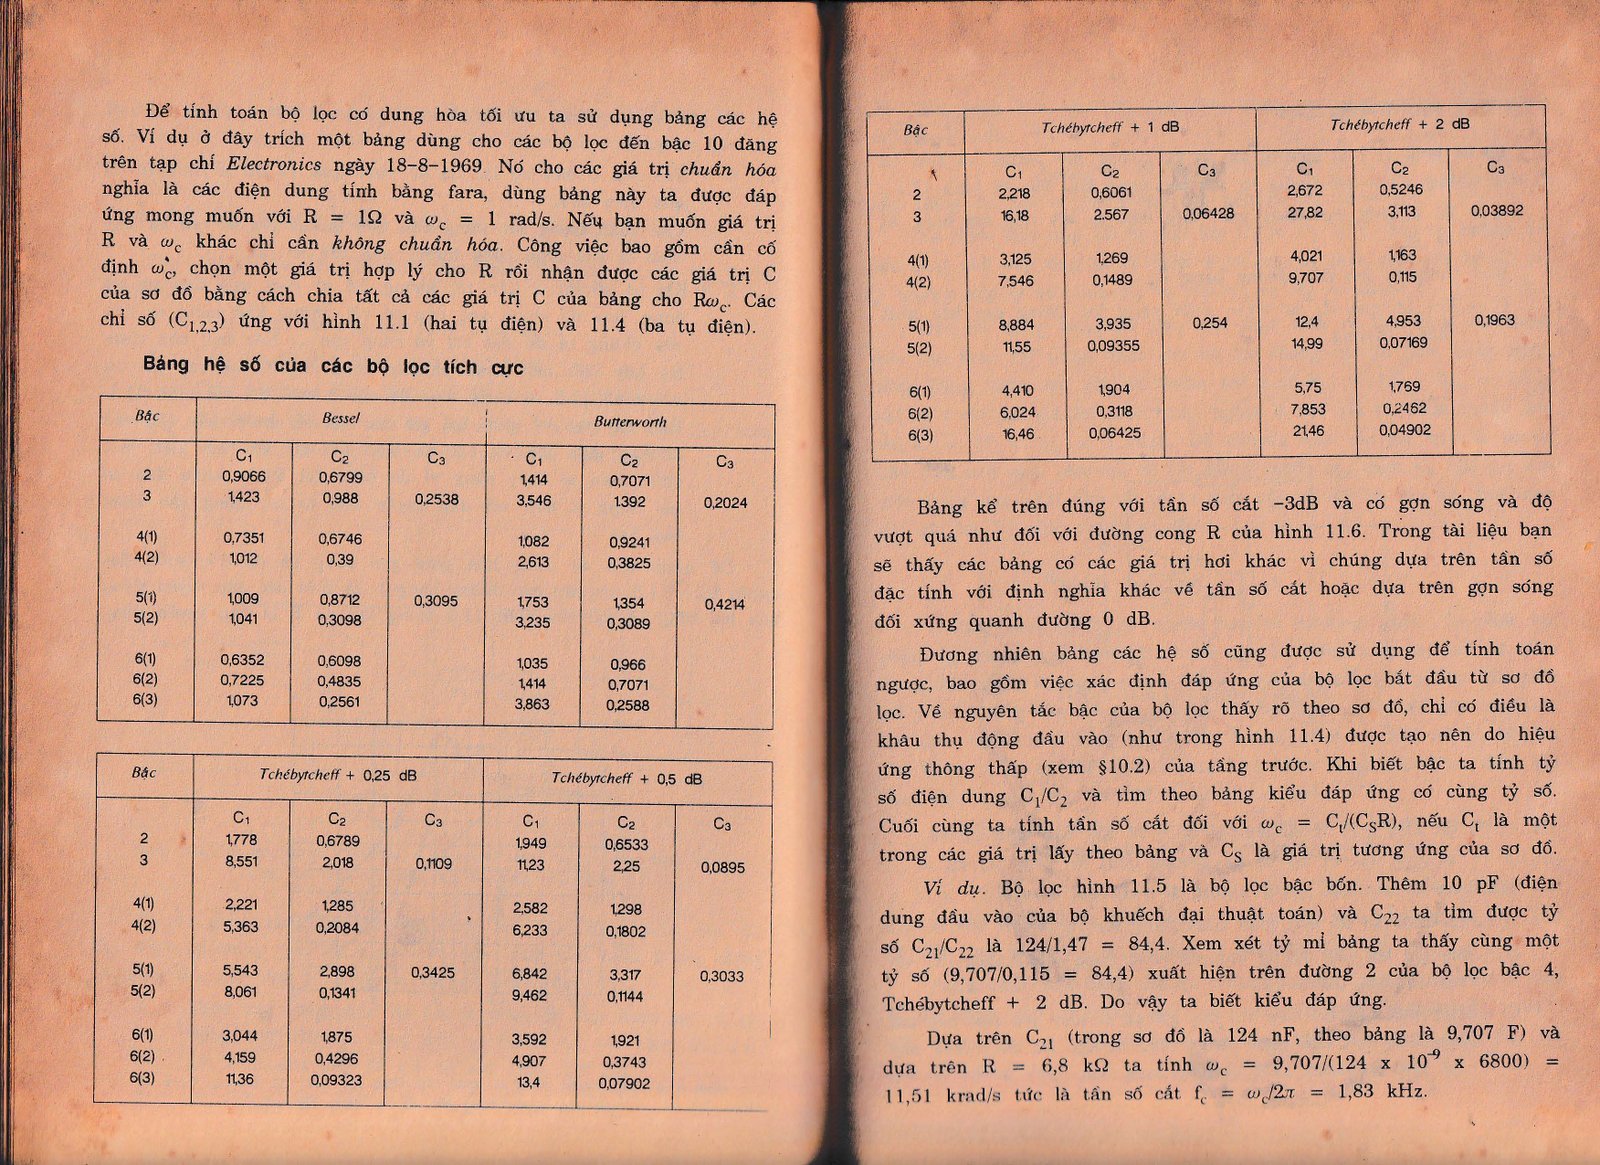 Để tính toán bộ lọc có dung hòa tối ưu ta sử dụng bảng các hệ
số. Ví dụ ở đây trích một bảng dùng cho các bộ lọc đến bậc 10 đăng
trên tạp chí Electronics ngày 18-8-1969 Nó cho các giá trị chuẩn hóa
nghĩa là các điện dung tính bằng fara, dùng bảng này ta được đáp
ứng mong muốn với R = 1Ω và ωc = 1 rad/s. Nếu bạn muốn giá trị
R và ωc khác chỉ cần không chuẩn hóa. Công việc bao gồm cần cố
định ωc, chọn một giá trị hợp lý cho R rồi nhận được các giá trị C
của sơ đồ bằng cách chia tất cả các giá trị C của bảng cho Rωc. Các
chỉ số (C1,2,3) ứng với hình 11.1 (hai tụ điện) và 11.4 (ba tụ điện).
Bảng hệ số của các bộ lọc tích cực
Bậc Bessel Butterworth
C1 C2 C3 C1 C2 C3
2 0,9066 0,6799 1,414 0,7071
3 1,423 0,988 0,2538 3,546 1.392 0,2024
4(1) 0,7351 0,6746 1,082 0,9241
4(2) 1,012 0,39 2,613 0,3825
5(1) 1,009 0,8712 0,3095 1,753 1,354 0,4214
5(2) 1,041 0,3098 3,235 0,3089
6(1) 0,6352 0,6098 1,035 0,966
6(2) 0,7225 0,4835 1,414 0,7071
6(3) 1,073 0,2561 3,863 0,2588
Bậc Tchébytcheff + 0,25 dB Tchébytcheff + 0,5 dB
C1 C2 C3 C1 C2 C3
2 1,778 0,6789 1,949 0,6533
3 8,551 2,018 0,1109 11,23 2,25 0,0895
4(1) 2,221 1,285 2,582 1,298
4(2) 5,363 0,2084 6,233 0,1802
5(1) 5,543 2,898 0,3425 6,842 3,317 0,3033
5(2) 8,061 0,1341 9,462 0,1144
6(1) 3,044 1,875 3,592 1,921
6(2) 4,159 0,4296 4,907 0,3743
6(3) 11,36 0,09323 13,4 0,07902
Bậc Tchébytcheff + 1 dB Tchébytcheff + 2 dB
C1 C2 C3 C1 C2 C3
2 2,218 0,6061 2,672 0,5246
3 16,18 2.567 0,06428 27,82 3,113 0,03892
4(1) 3,125 1,269 4,021 1,163
4(2) 7,546 0,1489 9,707 0,115
5(1) 8,884 3,935 0,254 12,4 4,953 0,1963
5(2) 11,55 0,09355 14,99 0,07169
6(1) 4,410 1,904 5,75 1,769
6(2) 6,024 0,3118 7,853 0,2462
6(3) 16,46 0,06425 21,46 0,04902
Bảng kể trên đúng với tần số cắt -3dB và có gợn sóng và độ
vượt quá như đối với đường cong R của hình 11.6. Trong tài liệu bạn
sẽ thấy các bảng có các giá trị hơi khác vì chúng dựa trên tần số
đặc tính với định nghĩa khác về tần số cắt hoặc dựa trên gợn sóng
đối xứng quanh đường 0 dB.
Đương nhiên bảng các hệ số cũng được sử dụng để tính toán
ngược, bao gồm việc xác định đáp ứng của bộ lọc bắt đầu từ sơ đồ
lọc. Về nguyên tắc bậc của bộ lọc thấy rõ theo sơ đồ, chỉ có điều là
khâu thụ động đầu vào (như trong hình 11.4) được tạo nên do hiệu
ứng thông thấp (xem §10.2) của tầng trước. Khi biết bậc ta tính tỷ
số điện dung C1/C2 và tìm theo bảng kiểu đáp ứng có cùng tỷ số.
Cuối cùng ta tính tần số cắt đối với ωc = Ct/(CSR), nếu Ct là một
trong các giá trị lấy theo bảng và CS là giá trị tương ứng của sơ đồ.
Ví dụ. Bộ lọc hình 11.5 là bộ lọc bậc bốn. Thêm 10 pF (điện
dung đầu vào của bộ khuếch đại thuật toán) và C22 ta tìm được tỷ
số C21/C22 là 124/1,47 = 84,4. Xem xét tỷ mỉ bảng ta thấy cùng một
tỷ số (9,707/0,115 = 84,4) xuất hiện trên đường 2 của bộ lọc bậc 4,
Tchébytcheff + 2 dB. Do vậy ta biết kiểu đáp ứng.
Dựa trên C21 (trong sơ đồ là 124 nF, theo bảng là 9,707 F) và
dựa trên R = 6,8 kΩ ta tính ωc = 9,707/(124 x 10⁻⁹ x 6800) =
11,51 krad/s tức là tần số cắt fc = ωc/2π = 1,83 kHz.